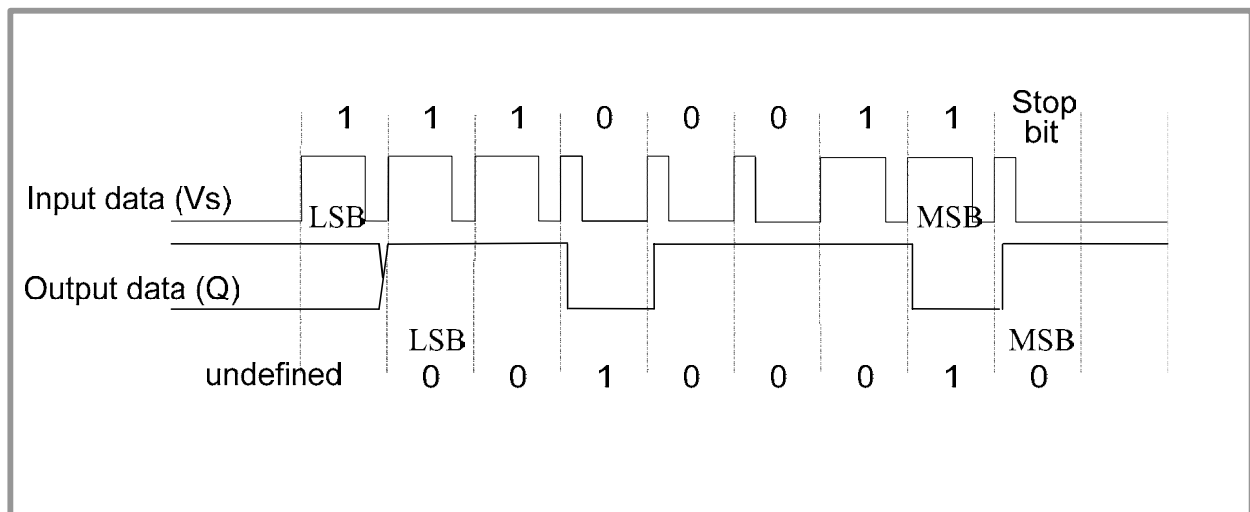 1 1 1 0 0 0 1 1 Stop bit
Input data (Vs)
LSB MSB
Output data (Q)
LSB MSB
undefined 0 0 1 0 0 0 1 0